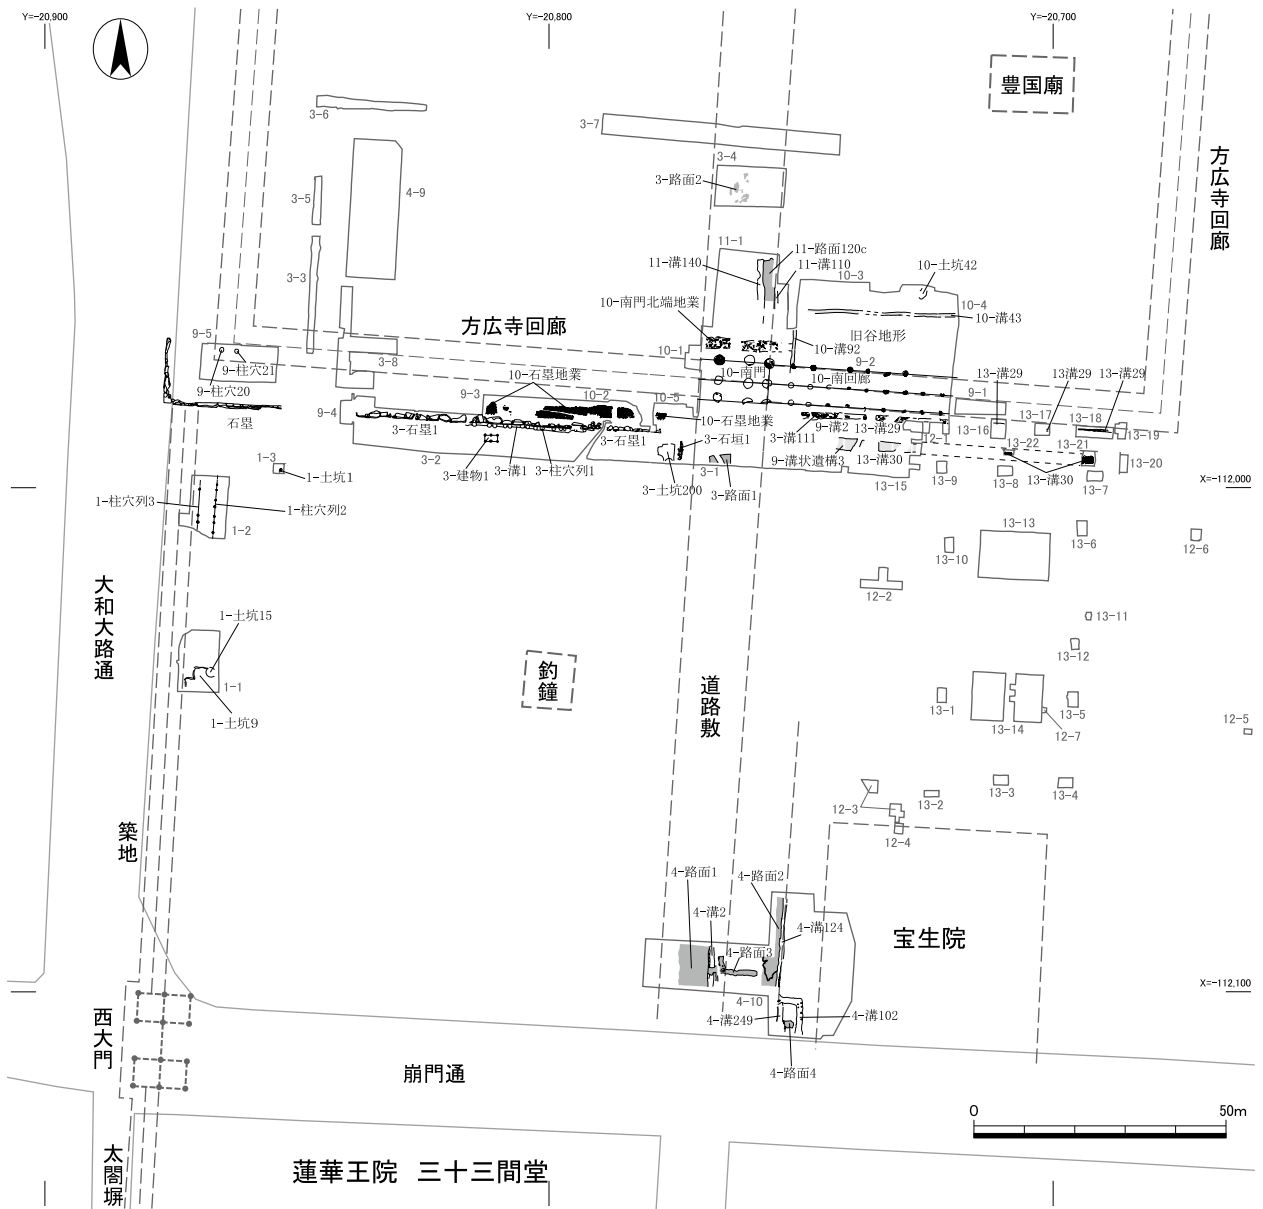 Y=-20,900
Y=-20,800
Y=-20,700
豊国廟
3-6
3-7
方広寺回廊
3-4
3-路面2
3-5
4-9
11-1
11-路面120c
11-溝140
11-溝110
10-3
10-土坑42
3-3
10-南門北端地業
10-4
10-溝43
方広寺回廊
旧谷地形
9-5
10-1
10-溝92
3-8
9-2
9-柱穴21
10-南門
10-南回廊
13-溝29
13溝29
13-溝29
9-柱穴20
10-石塁地業
9-3
10-2
9-1
石塁
9-4
10-5
10-石塁地業
13-17
13-18
3-石塁1
3-石塁1
3-溝111
9-溝2
13-溝29
12-1
13-16
13-19
3-石垣1
13-22
13-21
3-2
1-3
3-建物1
3-溝1
3-柱穴列1
3-1
9-溝状遺構3
13-溝30
13-20
1-土坑1
3-土坑200
3-路面1
13-15
13-9
13-8
13-溝30
13-7
X=-112,000
1-柱穴列3
1-柱穴列2
1-2
13-13
13-6
12-6
13-10
大和大路通
12-2
1-土坑15
13-11
13-12
釣鐘
道路敷
1-1
1-土坑9
13-1
13-14
13-5
12-7
12-5
13-3
13-4
13-2
12-3
築地
12-4
4-路面1
4-路面2
4-溝2
4-溝124
宝生院
4-路面3
X=-112,100
4-10
4-溝249
4-溝102
西大門
崩門通
4-路面4
0
50m
太閤塀
蓮華王院 三十三間堂